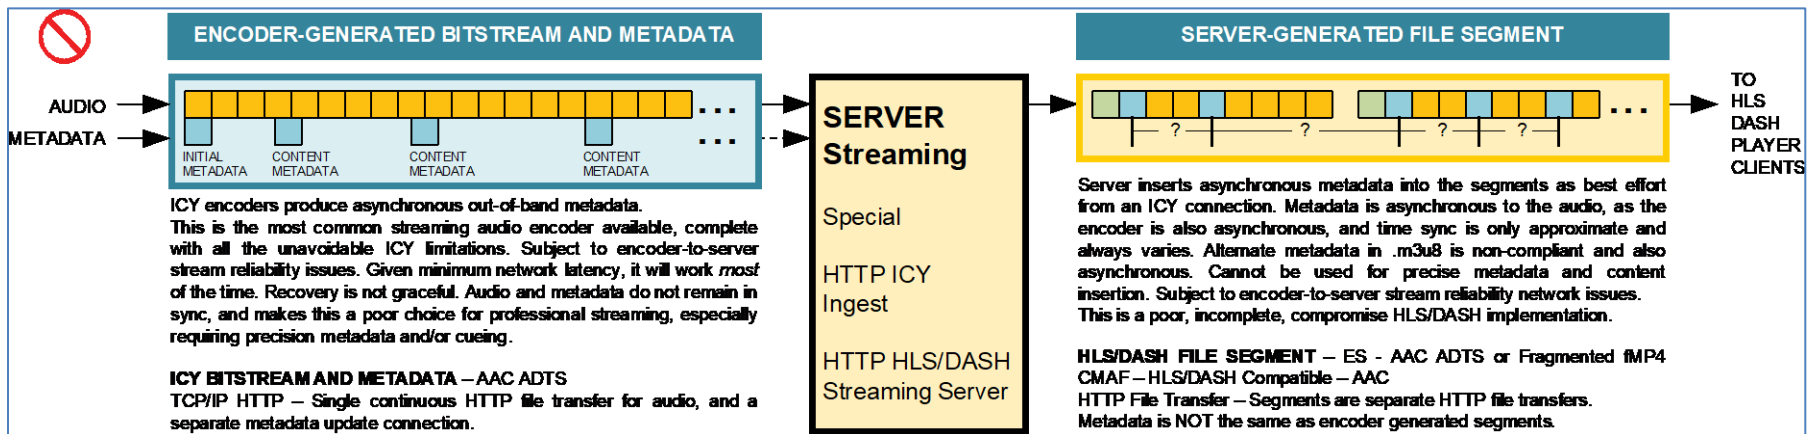 ENCODER-GENERATED BITSTREAM AND METADATA
AUDIO
METADATA
...
...
INITIAL
METADATA
CONTENT
METADATA
CONTENT
METADATA
CONTENT
METADATA
ICY encoders produce asynchronous out-of-band metadata.
This is the most common streaming audio encoder available, complete
with all the unavoidable ICY limitations. Subject to encoder-to-server
stream reliability issues. Given minimum network latency, it will work most
of the time. Recovery is not graceful. Audio and metadata do not remain in
sync, and makes this a poor choice for professional streaming, especially
requiring precision metadata and/or cueing.
ICY BITSTREAM AND METADATA – AAC ADTS
TCP/IP HTTP – Single continuous HTTP file transfer for audio, and a
separate metadata update connection.
SERVER
Streaming
Special
HTTP ICY
Ingest
HTTP HLS/DASH
Streaming Server
SERVER-GENERATED FILE SEGMENT
...
? ? ? ?
TO
HLS
DASH
PLAYER
CLIENTS
Server inserts asynchronous metadata into the segments as best effort
from an ICY connection. Metadata is asynchronous to the audio, as the
encoder is also asynchronous, and time sync is only approximate and
always varies. Alternate metadata in .m3u8 is non-compliant and also
asynchronous. Cannot be used for precise metadata and content
insertion. Subject to encoder-to-server stream reliability network issues.
This is a poor, incomplete, compromise HLS/DASH implementation.
HLS/DASH FILE SEGMENT – ES - AAC ADTS or Fragmented fMP4
CMAF – HLS/DASH Compatible – AAC
HTTP File Transfer – Segments are separate HTTP file transfers.
Metadata is NOT the same as encoder generated segments.